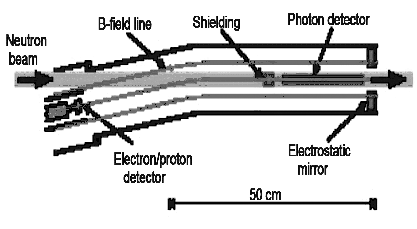 Neutron
beam
B-field line
Shielding
Photon detector
Electron/proton
detector
Electrostatic
mirror
50 cm